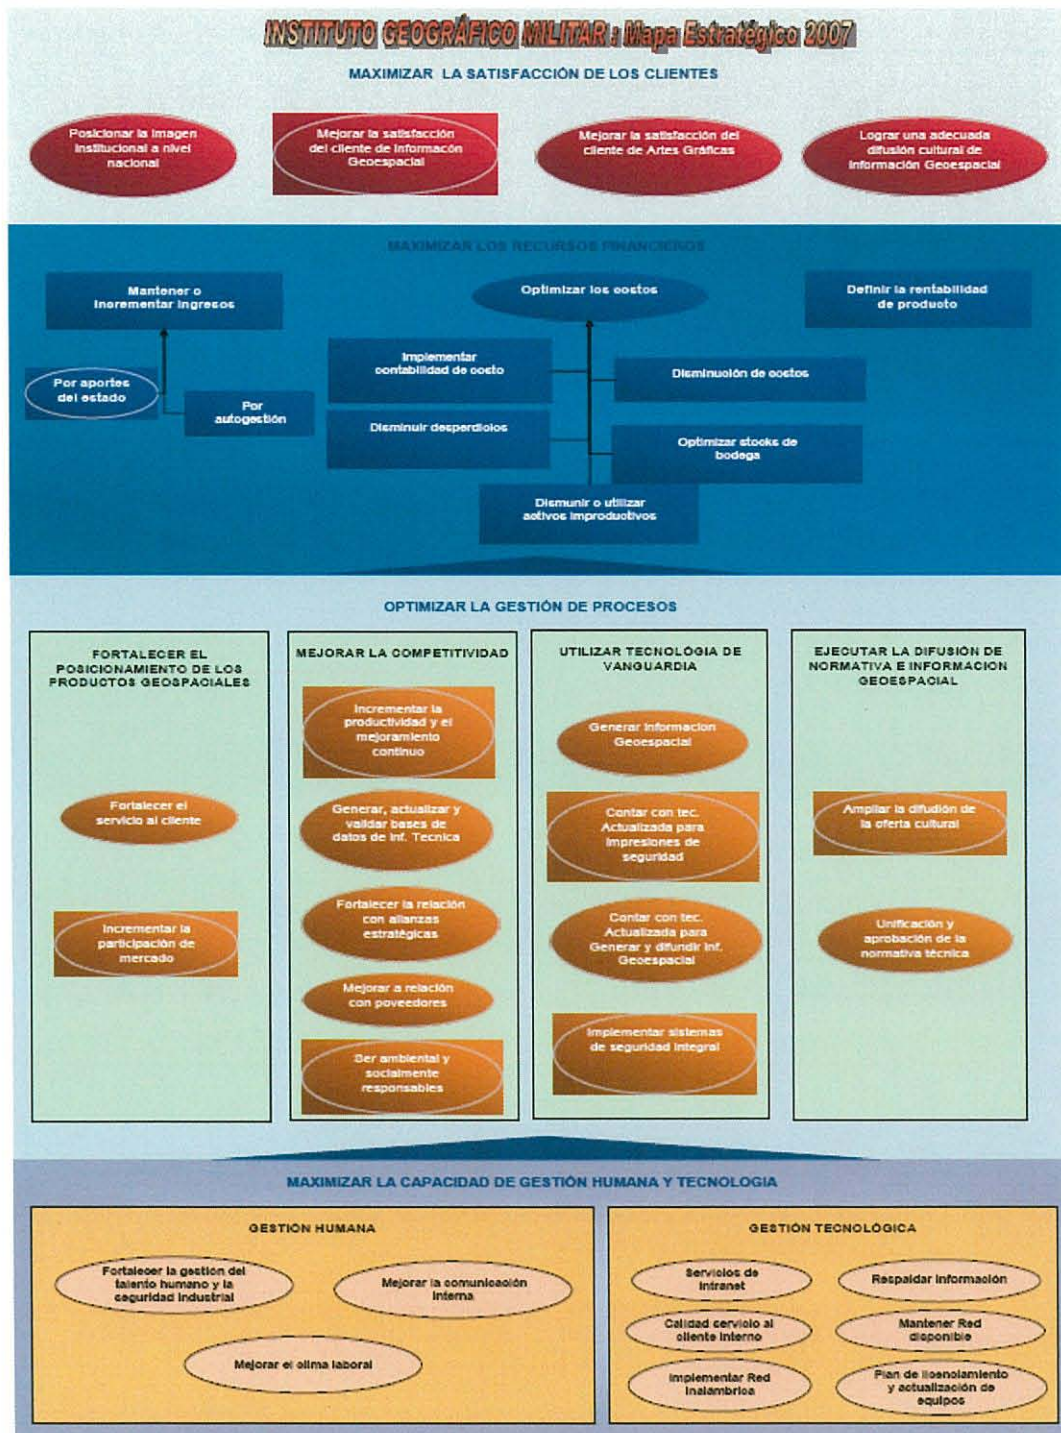 INSTITUTO GEOGRÁFICO MILITAR : Mapa Estratégico 2007
MAXIMIZAR LA SATISFACCIÓN DE LOS CLIENTES
Posicionar la imagen
institucional a nivel
nacional
Mejorar la satisfacción
del cliente de Informacón
Geoespacial
Mejorar la satisfacción del
cliente de Artes Gráficas
Lograr una adecuada
difusión cultural de
Información Geoespacial
MAXIMIZAR LOS RECURSOS FINANCIEROS
Mantener o
incrementar ingresos
Optimizar los costos
Definir la rentabilidad
de producto
Por aportes
del estado
Por
autogestión
Implementar
contabilidad de costo
Disminución de costos
Disminuir desperdicios
Optimizar stocks de
bodega
Dismunir o utilizar
activos improductivos
OPTIMIZAR LA GESTIÓN DE PROCESOS
FORTALECER EL
POSICIONAMIENTO DE LOS
PRODUCTOS GEOSPACIALES
Fortalecer el
servicio al cliente
Incrementar la
participación de
mercado
MEJORAR LA COMPETITIVIDAD
Incrementar la
productividad y el
mejoramiento
continuo
Generar, actualizar y
validar bases de
datos de Inf. Tecnica
Fortalecer la relación
con alianzas
estratégicas
Mejorar a relación
con poveedores
Ser ambiental y
socialmente
responsables
UTILIZAR TECNOLÓGIA DE
VANGUARDIA
Generar informacion
Geoespacial
Contar con tec.
Actualizada para
impresiones de
seguridad
Contar con tec.
Actualizada para
Generar y difundir Inf.
Geoespacial
Implementar sistemas
de seguridad integral
EJECUTAR LA DIFUSIÓN DE
NORMATIVA E INFORMACION
GEOESPACIAL
Ampliar la difudión de
la oferta cultural
Unificación y
aprobación de la
normativa técnica
MAXIMIZAR LA CAPACIDAD DE GESTIÓN HUMANA Y TECNOLOGIA
GESTIÓN HUMANA
Fortalecer la gestión del
talento humano y la
seguridad industrial
Mejorar la comunicación
interna
Mejorar el clima laboral
GESTIÓN TECNOLÓGICA
Servicios de
intranet
Respaldar información
Calidad servicio al
cliente interno
Mantener Red
disponible
Implementar Red
Inalámbrica
Plan de licenciamiento
y actualización de
equipos